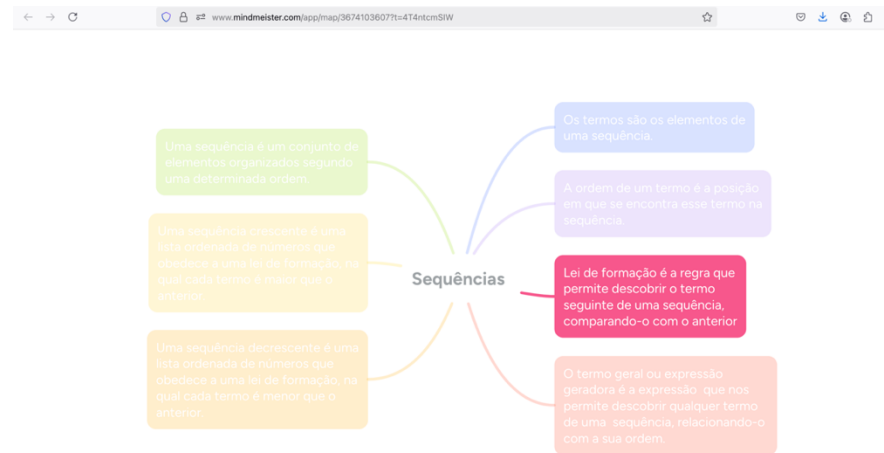 www.mindmeister.com/app/map/3674103607?t=4T4ntcmSIW
Uma sequência é um conjunto de
elementos organizados segundo
uma determinada ordem.
Uma sequência crescente é uma
lista ordenada de números que
obedece a uma lei de formação, na
qual cada termo é maior que o
anterior.
Uma sequência decrescente é uma
lista ordenada de números que
obedece a uma lei de formação, na
qual cada termo é menor que o
anterior.
Sequências
Os termos são os elementos de
uma sequência.
A ordem de um termo é a posição
em que se encontra esse termo na
sequência.
Lei de formação é a regra que
permite descobrir o termo
seguinte de uma sequência,
comparando-o com o anterior
O termo geral ou expressão
geradora é a expressão que nos
permite descobrir qualquer termo
de uma sequência, relacionando-o
com a sua ordem.